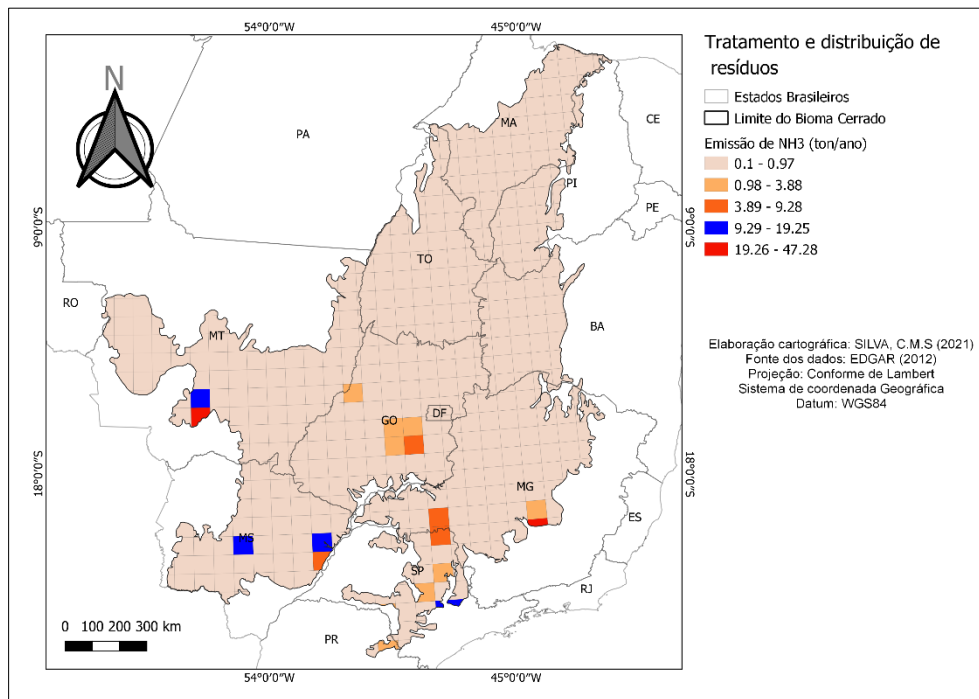 54°0'0"W 45°0'0"W
N
PA
MA
CE
PI
PE
9°0'0"S 9°0'0"S
TO
RO
BA
MT
DF
GO
18°0'0"S 18°0'0"S
MG
ES
MS
SP
RJ
PR
0 100 200 300 km
54°0'0"W 45°0'0"W
Tratamento e distribuição de
resíduos
Estados Brasileiros
Limite do Bioma Cerrado
Emissão de NH3 (ton/ano)
0.1 - 0.97
0.98 - 3.88
3.89 - 9.28
9.29 - 19.25
19.26 - 47.28
Elaboração cartográfica: SILVA, C.M.S (2021)
Fonte dos dados: EDGAR (2012)
Projeção: Conforme de Lambert
Sistema de coordenada Geográfica
Datum: WGS84